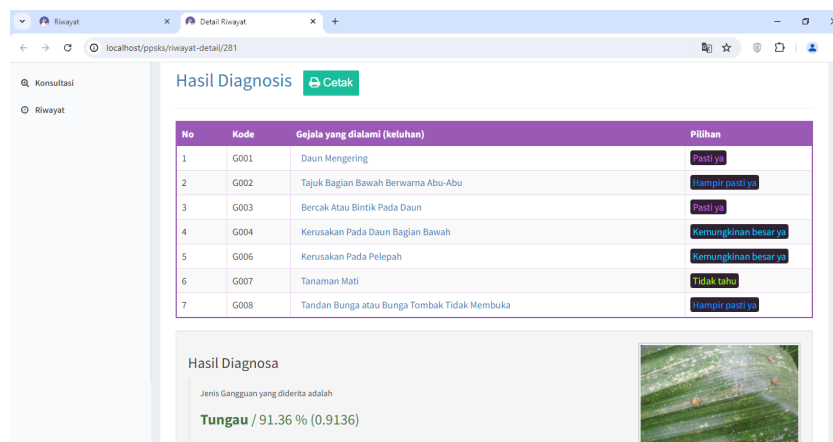 Riwayat
Detail Riwayat
localhost/ppsks/riwayat-detail/281
Konsultasi
Riwayat
Hasil Diagnosis Cetak
No Kode Gejala yang dialami (keluhan) Pilihan
1 G001 Daun Mengering Pasti ya
2 G002 Tajuk Bagian Bawah Berwarna Abu-Abu Hampir pasti ya
3 G003 Bercak Atau Bintik Pada Daun Pasti ya
4 G004 Kerusakan Pada Daun Bagian Bawah Kemungkinan besar ya
5 G006 Kerusakan Pada Pelepah Kemungkinan besar ya
6 G007 Tanaman Mati Tidak tahu
7 G008 Tandan Bunga atau Bunga Tombak Tidak Membuka Hampir pasti ya
Hasil Diagnosa
Jenis Gangguan yang diderita adalah
Tungau / 91.36 % (0.9136)